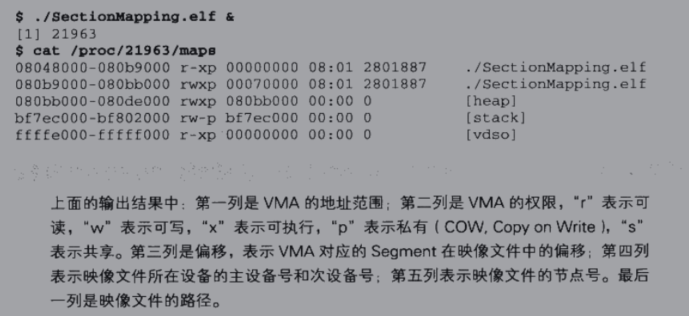 $ ./SectionMapping.elf &
[1] 21963
$ cat /proc/21963/maps
08048000-080b9000 r-xp 00000000 08:01 2801887 ./SectionMapping.elf
080b9000-080bb000 rwxp 00070000 08:01 2801887 ./SectionMapping.elf
080bb000-080de000 rwxp 080bb000 00:00 0 [heap]
bf7ec000-bf802000 rw-p bf7ec000 00:00 0 [stack]
ffffe000-fffff000 r-xp 00000000 00:00 0 [vdso]
上面的输出结果中：第一列是 VMA 的地址范围；第二列是 VMA 的权限，“r”表示可
读，“w”表示可写，“x”表示可执行，“p”表示私有（COW, Copy on Write），“s”
表示共享。第三列是偏移，表示 VMA 对应的 Segment 在映像文件中的偏移；第四列
表示映像文件所在设备的主设备号和次设备号；第五列表示映像文件的节点号。最后
一列是映像文件的路径。